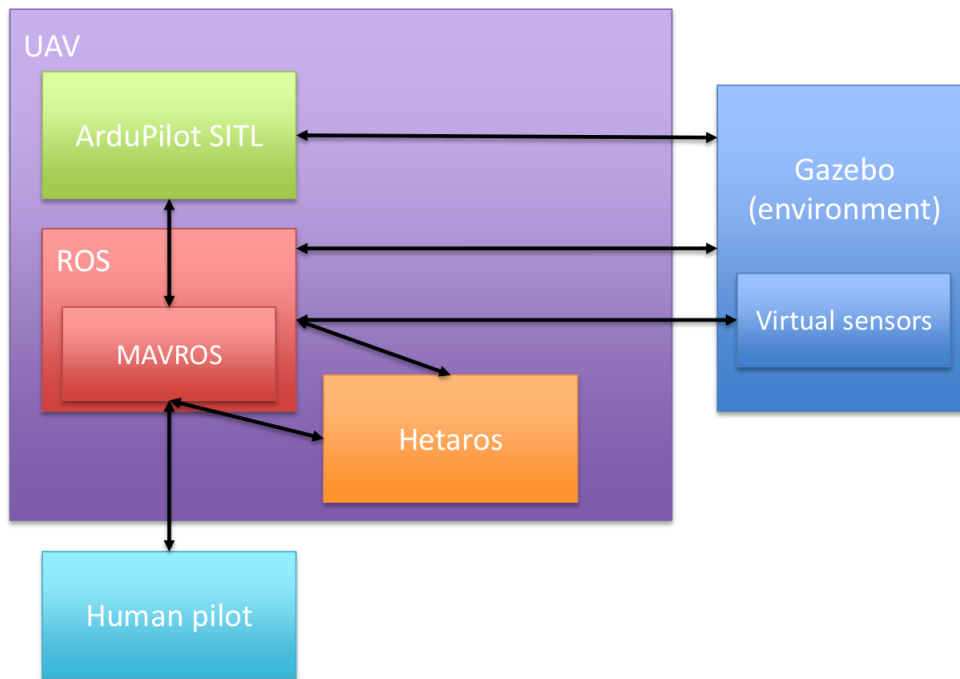 UAV
ArduPilot SITL
Gazebo
(environment)
ROS
Virtual sensors
MAVROS
Hetaros
Human pilot